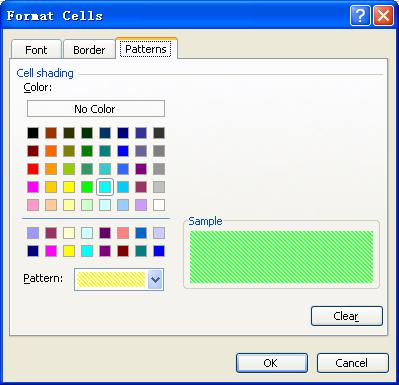 Format Cells
Font Border Patterns
Cell shading
Color:
No Color
Sample
Pattern:
Clear
OK Cancel